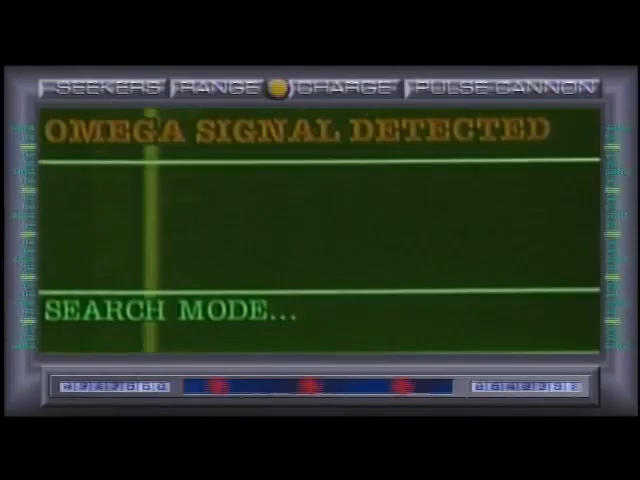 SEEKERS RANGE CHARGE PULSE CANNON
OMEGA SIGNAL DETECTED
SEARCH MODE...